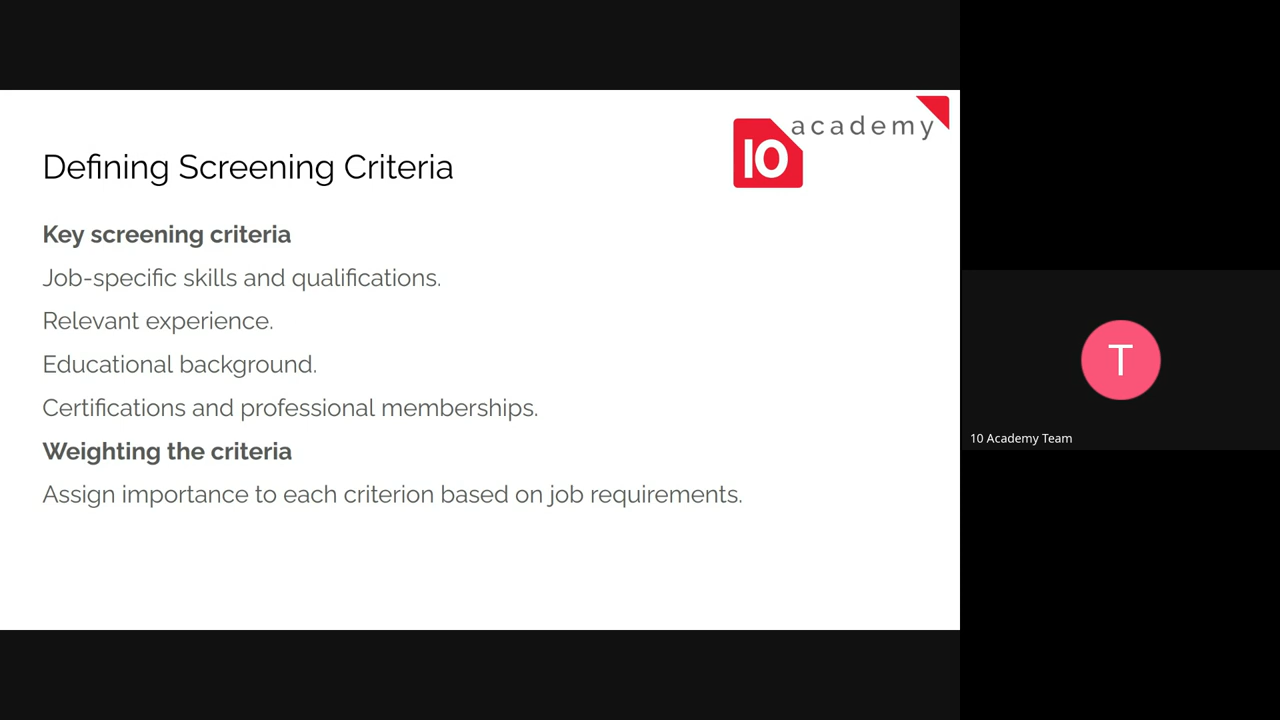 academy
10
Defining Screening Criteria
Key screening criteria
Job-specific skills and qualifications.
Relevant experience.
Educational background.
Certifications and professional memberships.
Weighting the criteria
Assign importance to each criterion based on job requirements.
T
10 Academy Team